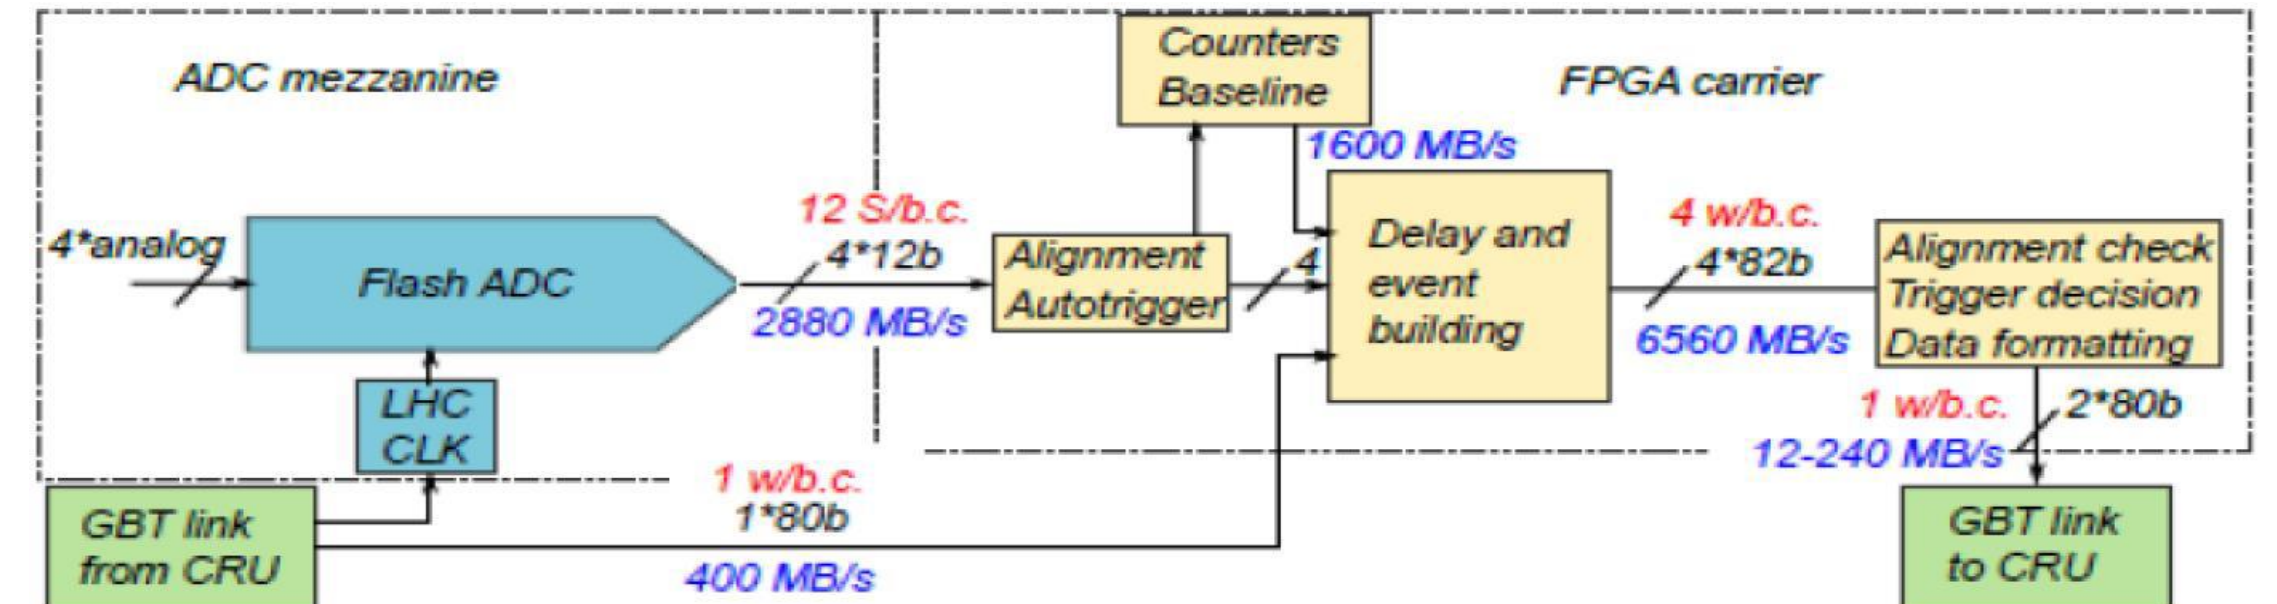 ADC mezzanine
Counters
Baseline
FPGA carrier
1600 MB/s
4*analog
Flash ADC
12 S/b.c.
4*12b
2880 MB/s
Alignment
Autotrigger
4
Delay and
event
building
4 w/b.c.
4*82b
6560 MB/s
Alignment check
Trigger decision
Data formatting
LHC
CLK
1 w/b.c.
2*80b
12-240 MB/s
GBT link
from CRU
1 w/b.c.
1*80b
400 MB/s
GBT link
to CRU